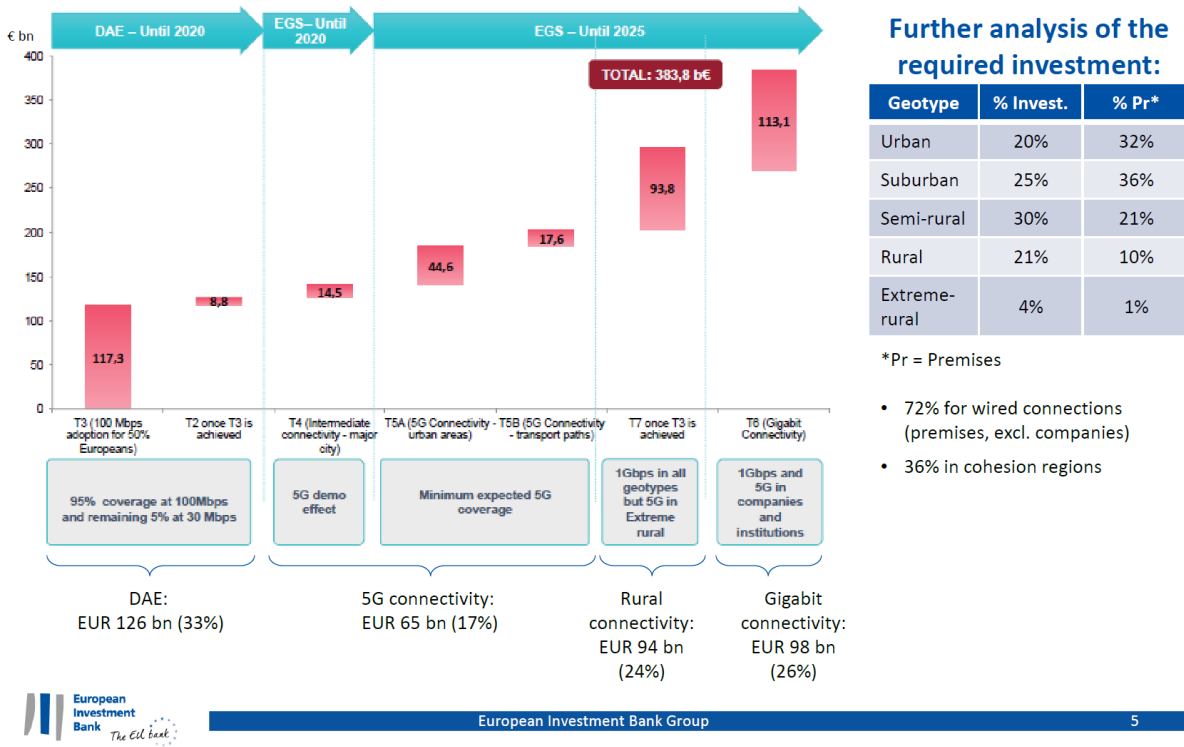 € bn
DAE – Until 2020
EGS– Until
2020
EGS – Until 2025
TOTAL: 383,8 b€
400
350
300
250
200
150
100
50
0
117,3
8,8
14,5
44,6
17,6
93,8
113,1
T3 (100 Mbps
adoption for 50%
Europeans)
T2 once T3 is
achieved
T4 (Intermediate
connectivity - major
city)
T5A (5G Connectivity -
urban areas)
T5B (5G Connectivity
- transport paths)
T7 once T3 is
achieved
T6 (Gigabit
Connectivity)
95% coverage at 100Mbps
and remaining 5% at 30 Mbps
5G demo
effect
Minimum expected 5G
coverage
1Gbps in all
geotypes
but 5G in
Extreme
rural
1Gbps and
5G in
companies
and
institutions
DAE:
EUR 126 bn (33%)
5G connectivity:
EUR 65 bn (17%)
Rural
connectivity:
EUR 94 bn
(24%)
Gigabit
connectivity:
EUR 98 bn
(26%)
Further analysis of the
required investment:
Geotype % Invest. % Pr*
Urban 20% 32%
Suburban 25% 36%
Semi-rural 30% 21%
Rural 21% 10%
Extreme-
rural 4% 1%
*Pr = Premises
• 72% for wired connections
(premises, excl. companies)
• 36% in cohesion regions
European
Investment
Bank
The EU bank
European Investment Bank Group
5